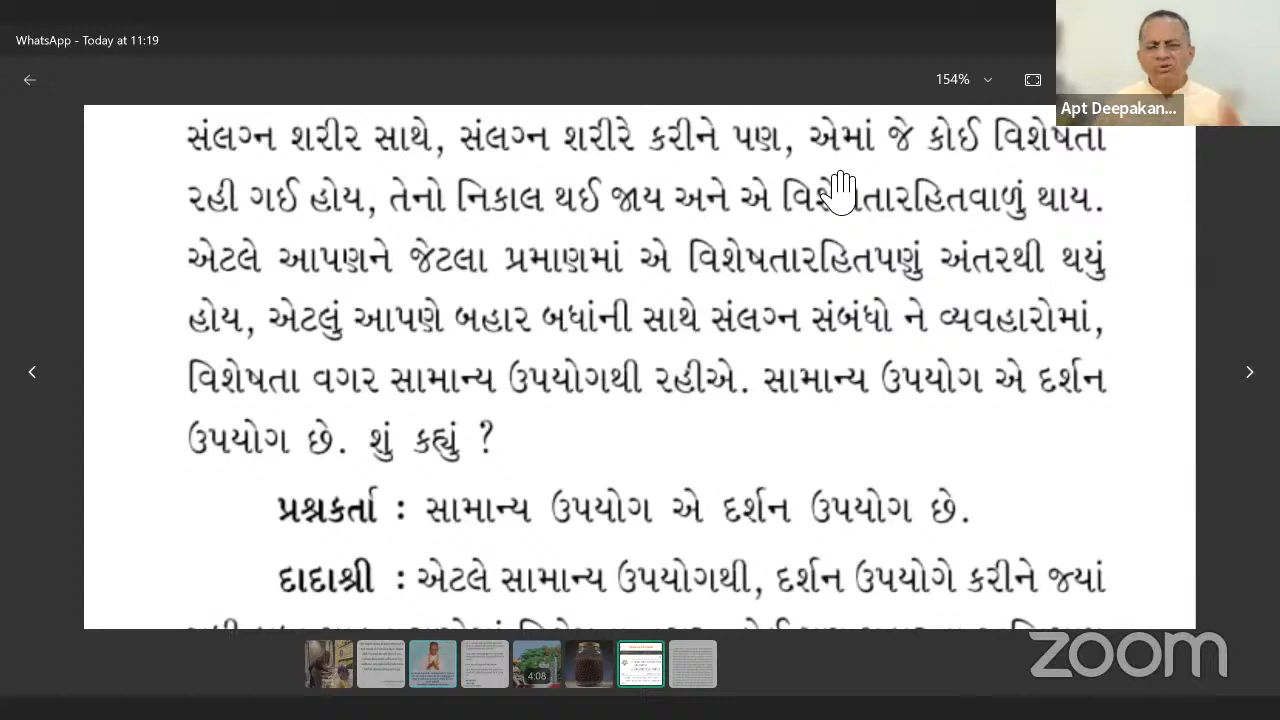 WhatsApp - Today at 11:19
154%
Apt Deepakan...
સંલગ્ન શરીર સાથે, સંલગ્ન શરીરે કરીને પણ, એમાં જે કોઈ વિશેષતા
રહી ગઈ હોય, તેનો નિકાલ થઈ જાય અને એ વિશેષતારહિતવાળું થાય.
એટલે આપણને જેટલા પ્રમાણમાં એ વિશેષતારહિતપણું અંતરથી થયું
હોય, એટલું આપણે બહાર બધાંની સાથે સંલગ્ન સંબંધો ને વ્યવહારોમાં,
વિશેષતા વગર સામાન્ય ઉપયોગથી રહીએ. સામાન્ય ઉપયોગ એ દર્શન
ઉપયોગ છે. શું કહ્યું ?
પ્રશ્નકર્તા : સામાન્ય ઉપયોગ એ દર્શન ઉપયોગ છે.
દાદાશ્રી : એટલે સામાન્ય ઉપયોગથી, દર્શન ઉપયોગે કરીને જ્યાં
4:08
zoom